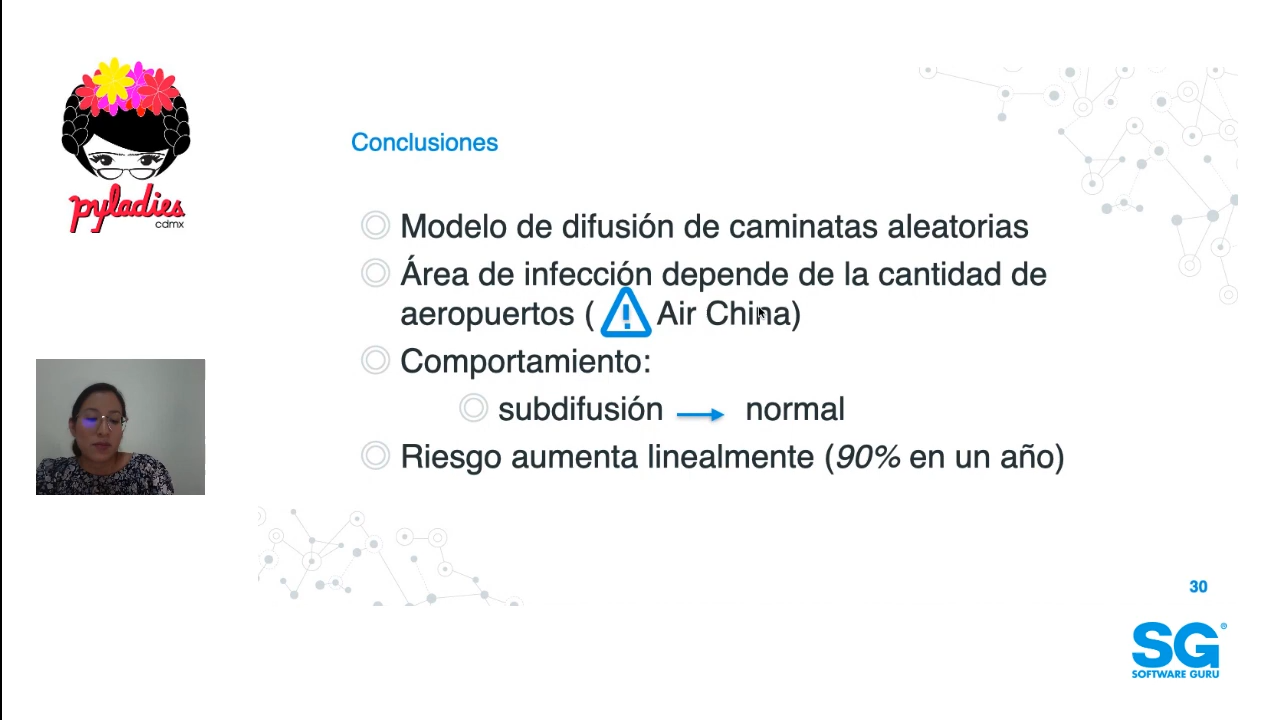 pyladies
cdmx
Conclusiones
Modelo de difusión de caminatas aleatorias
Área de infección depende de la cantidad de
aeropuertos ( ! Air China)
Comportamiento:
subdifusión → normal
Riesgo aumenta linealmente (90% en un año)
30
SG®
SOFTWARE GURU